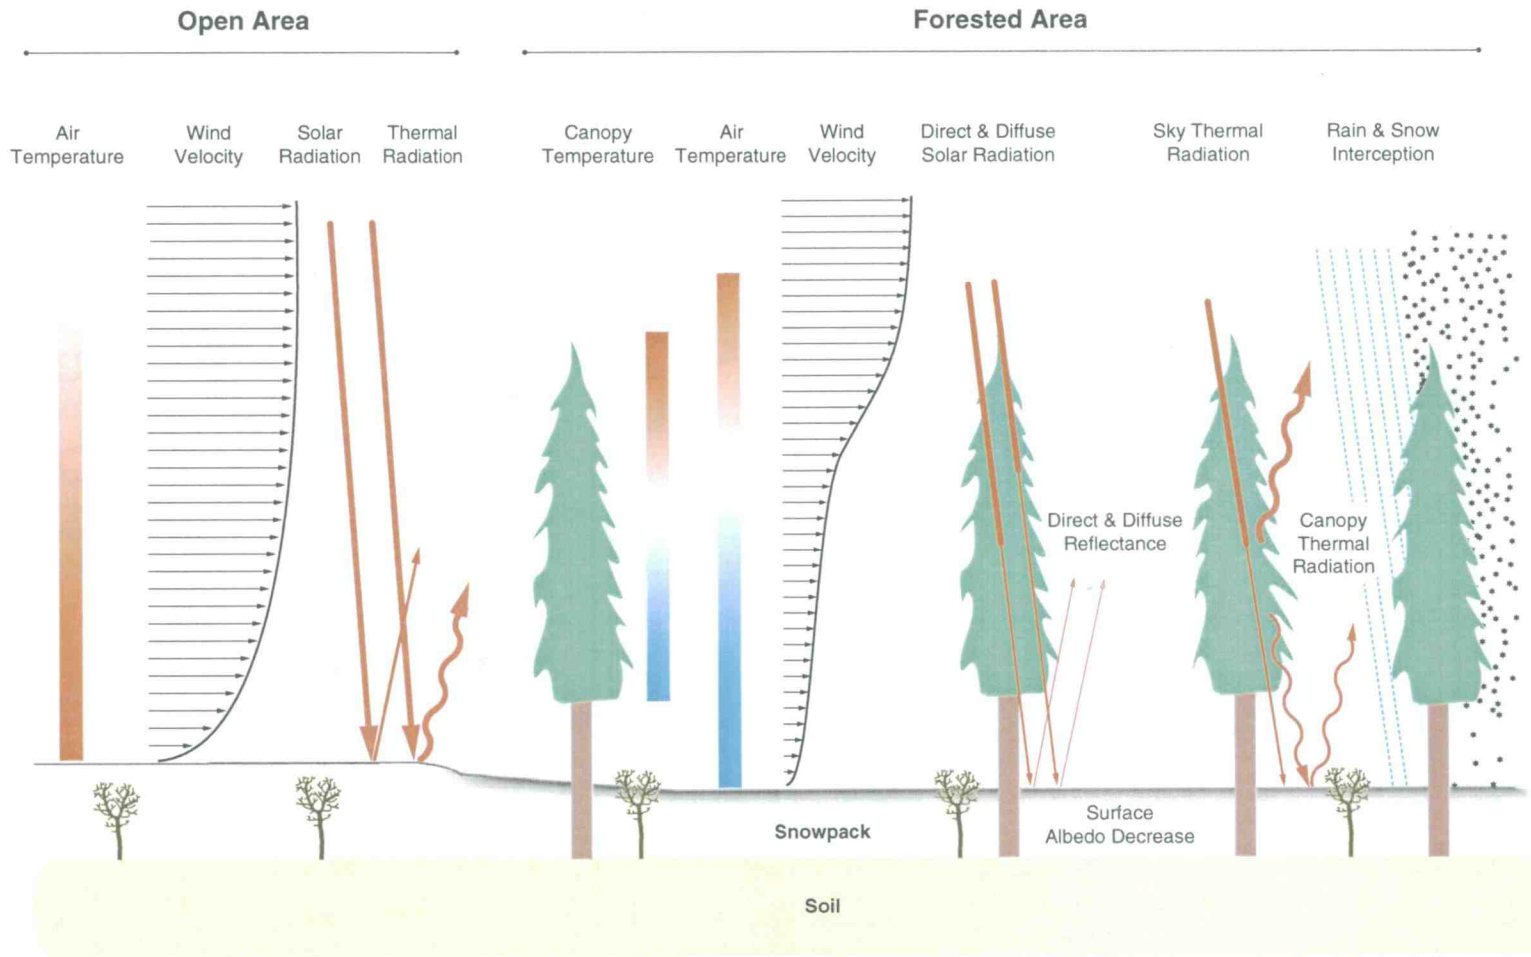 Open Area
Forested Area
Air
Temperature
Wind
Velocity
Solar
Radiation
Thermal
Radiation
Canopy
Temperature
Air
Temperature
Wind
Velocity
Direct & Diffuse
Solar Radiation
Sky Thermal
Radiation
Rain & Snow
Interception
Direct & Diffuse
Reflectance
Canopy
Thermal
Radiation
Surface
Albedo Decrease
Snowpack
Soil